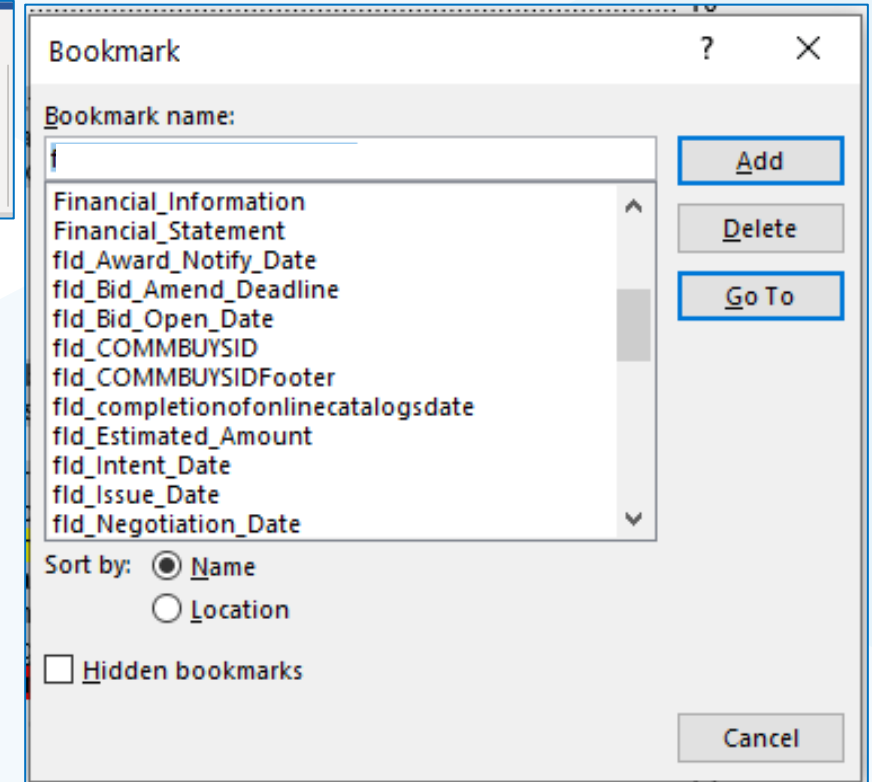 Bookmark
?
Bookmark name:
f
Add
Financial_Information
Financial_Statement
fld_Award_Notify_Date
fld_Bid_Amend_Deadline
fld_Bid_Open_Date
fld_COMMBUYSID
fld_COMMBUYSIDFooter
fld_completionofonlinecatalogsdate
fld_Estimated_Amount
fld_Intent_Date
fld_Issue_Date
fld_Negotiation_Date
Delete
Go To
Sort by: Name
Location
Hidden bookmarks
Cancel